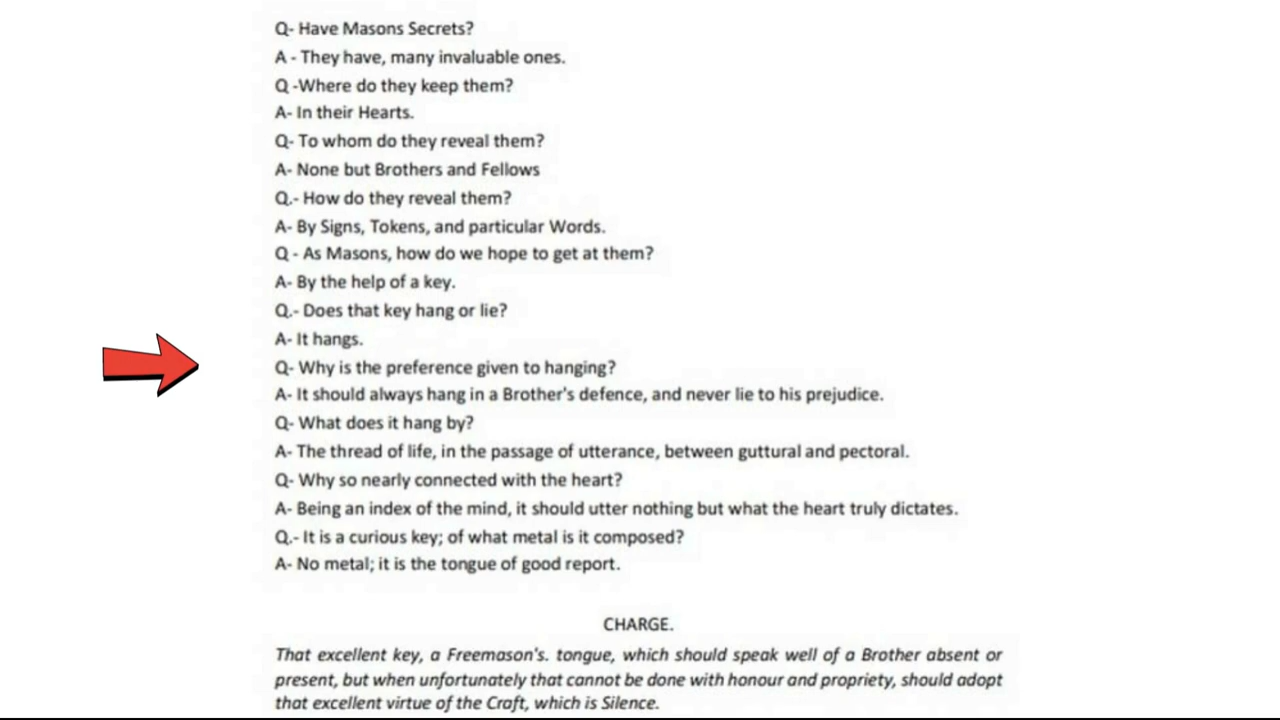 Q- Have Masons Secrets?
A - They have, many invaluable ones.
Q -Where do they keep them?
A- In their Hearts.
Q- To whom do they reveal them?
A- None but Brothers and Fellows
Q.- How do they reveal them?
A- By Signs, Tokens, and particular Words.
Q - As Masons, how do we hope to get at them?
A- By the help of a key.
Q.- Does that key hang or lie?
A- It hangs.
Q- Why is the preference given to hanging?
A- It should always hang in a Brother's defence, and never lie to his prejudice.
Q- What does it hang by?
A- The thread of life, in the passage of utterance, between guttural and pectoral.
Q- Why so nearly connected with the heart?
A- Being an index of the mind, it should utter nothing but what the heart truly dictates.
Q.- It is a curious key; of what metal is it composed?
A- No metal; it is the tongue of good report.
CHARGE.
That excellent key, a Freemason's. tongue, which should speak well of a Brother absent or
present, but when unfortunately that cannot be done with honour and propriety, should adopt
that excellent virtue of the Craft, which is Silence.